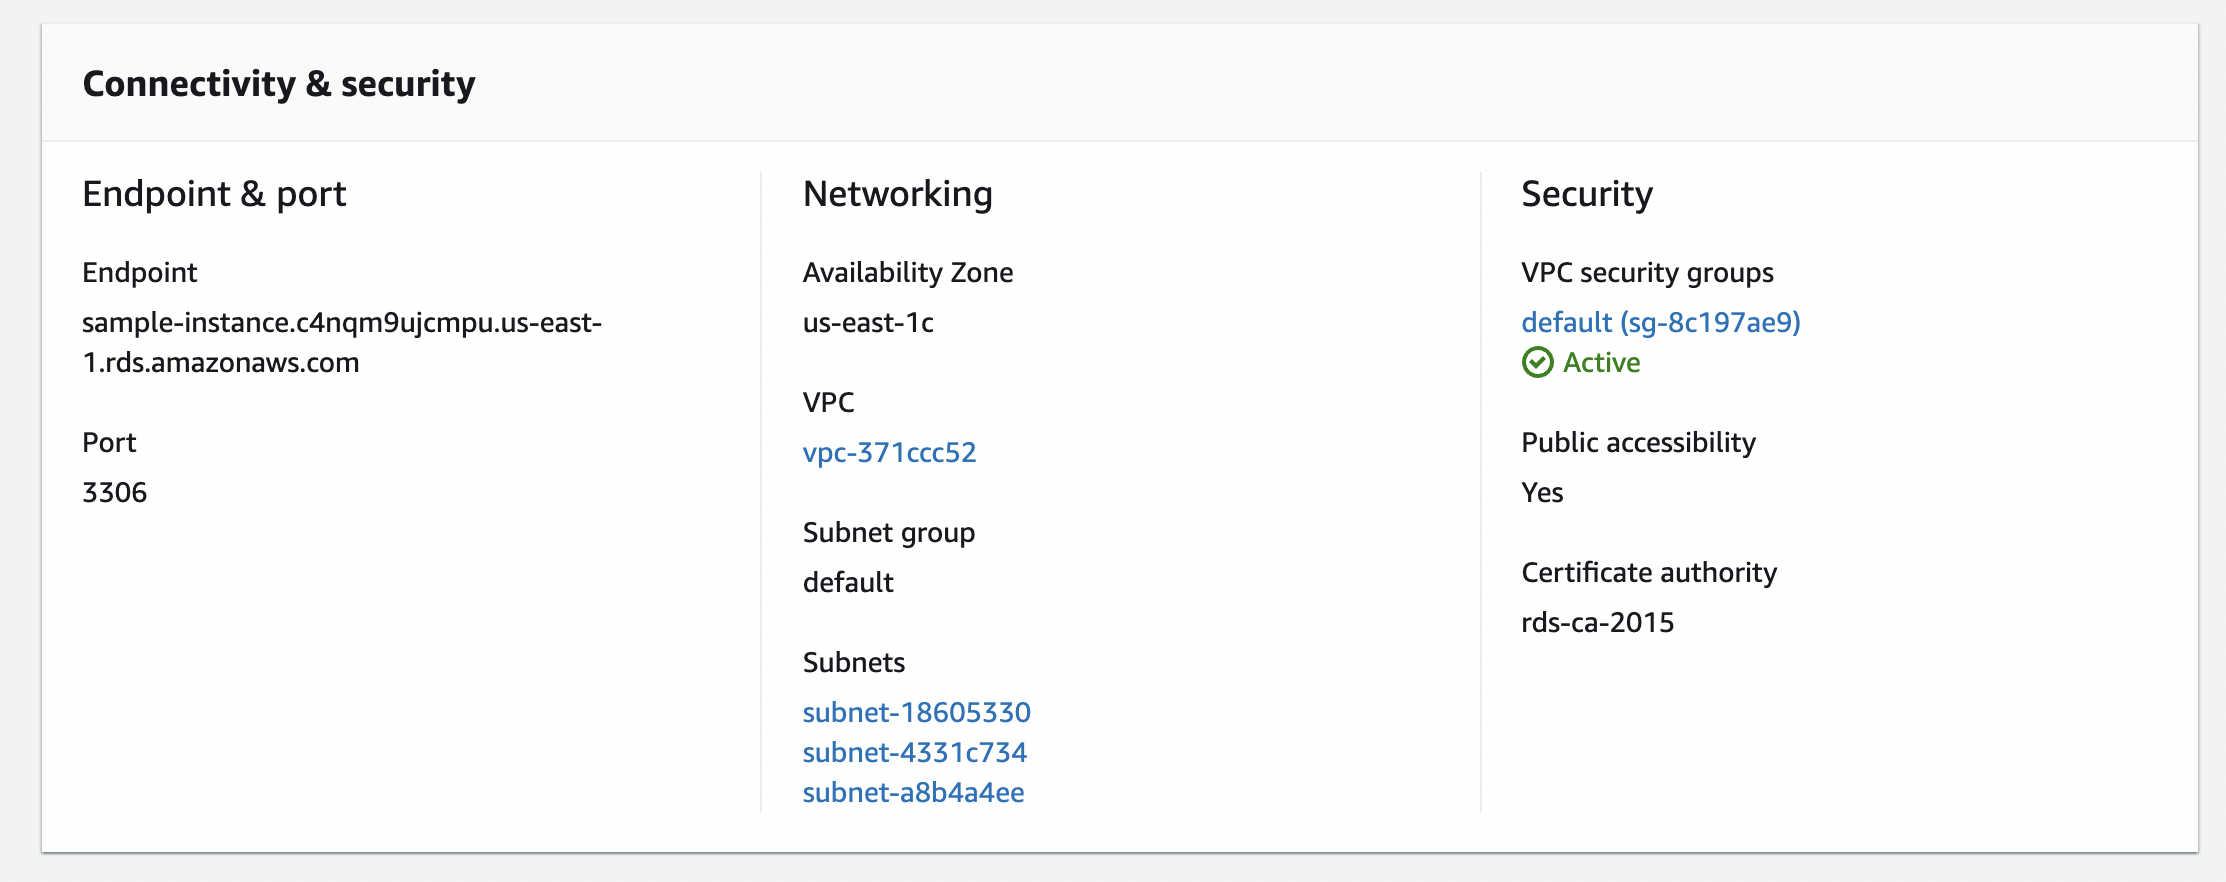 Connectivity & security
Endpoint & port
Endpoint
sample-instance.c4nqm9ujcmpu.us-east-
1.rds.amazonaws.com
Port
3306
Networking
Availability Zone
us-east-1c
VPC
vpc-371ccc52
Subnet group
default
Subnets
subnet-18605330
subnet-4331c734
subnet-a8b4a4ee
Security
VPC security groups
default (sg-8c197ae9)
Active
Public accessibility
Yes
Certificate authority
rds-ca-2015